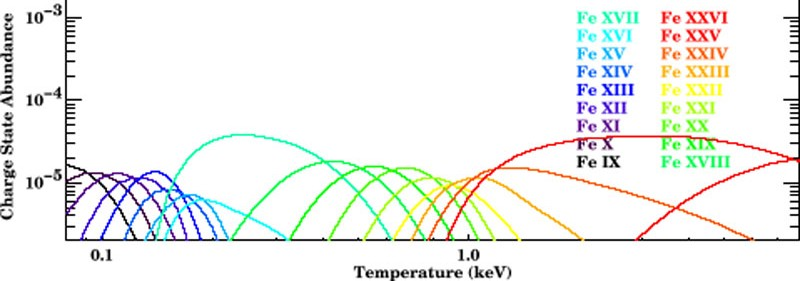 10⁻³
10⁻⁴
10⁻⁵
Charge State Abundance
Fe XVII Fe XXVI
Fe XVI Fe XXV
Fe XV Fe XXIV
Fe XIV Fe XXIII
Fe XIII Fe XXII
Fe XII Fe XXI
Fe XI Fe XX
Fe X Fe XIX
Fe IX Fe XVIII
0.1 1.0
Temperature (keV)